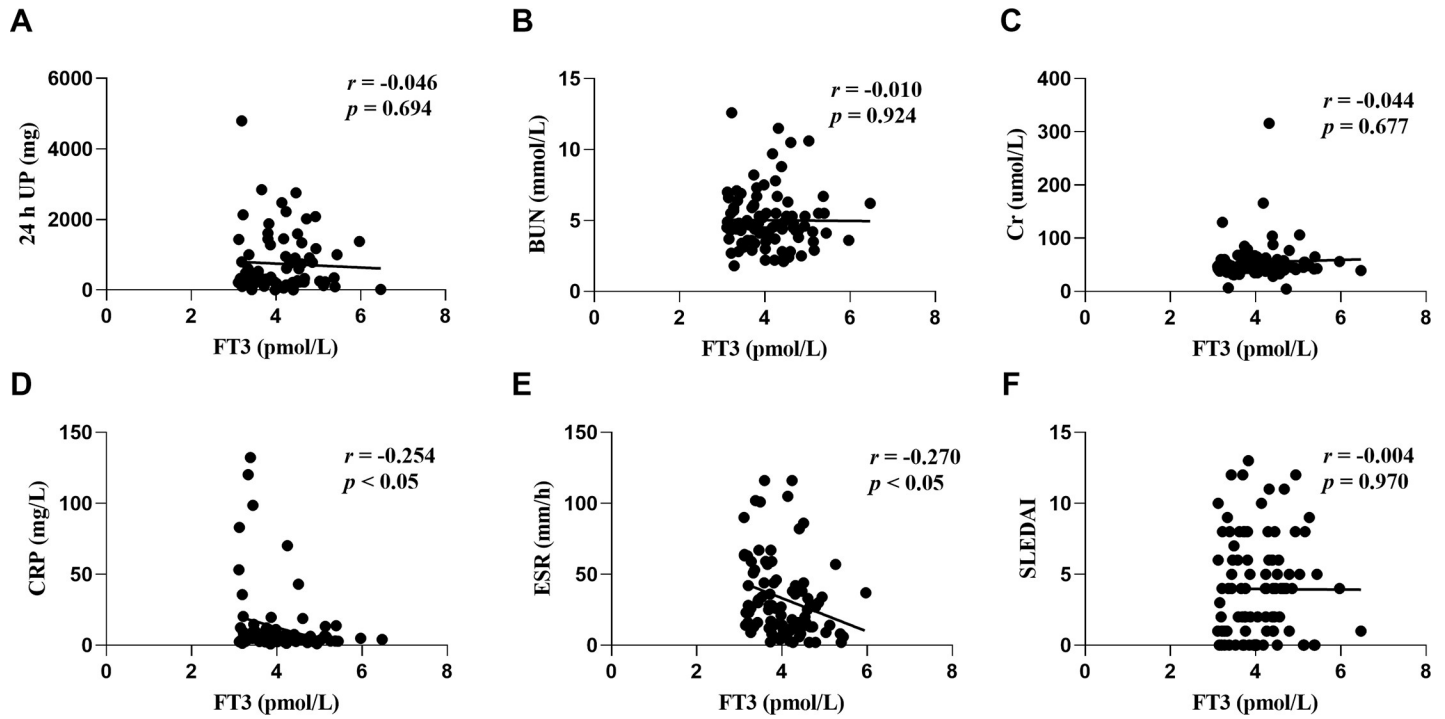 A
24 h UP (mg)
6000
4000
2000
0
r = -0.046
p = 0.694
0 2 4 6 8
FT3 (pmol/L)
B
BUN (mmol/L)
15
10
5
0
r = -0.010
p = 0.924
0 2 4 6 8
FT3 (pmol/L)
C
Cr (umol/L)
400
300
200
100
0
r = -0.044
p = 0.677
0 2 4 6 8
FT3 (pmol/L)
D
CRP (mg/L)
150
100
50
0
r = -0.254
p < 0.05
0 2 4 6 8
FT3 (pmol/L)
E
ESR (mm/h)
150
100
50
0
r = -0.270
p < 0.05
0 2 4 6 8
FT3 (pmol/L)
F
SLEDAI
15
10
5
0
r = -0.004
p = 0.970
0 2 4 6 8
FT3 (pmol/L)